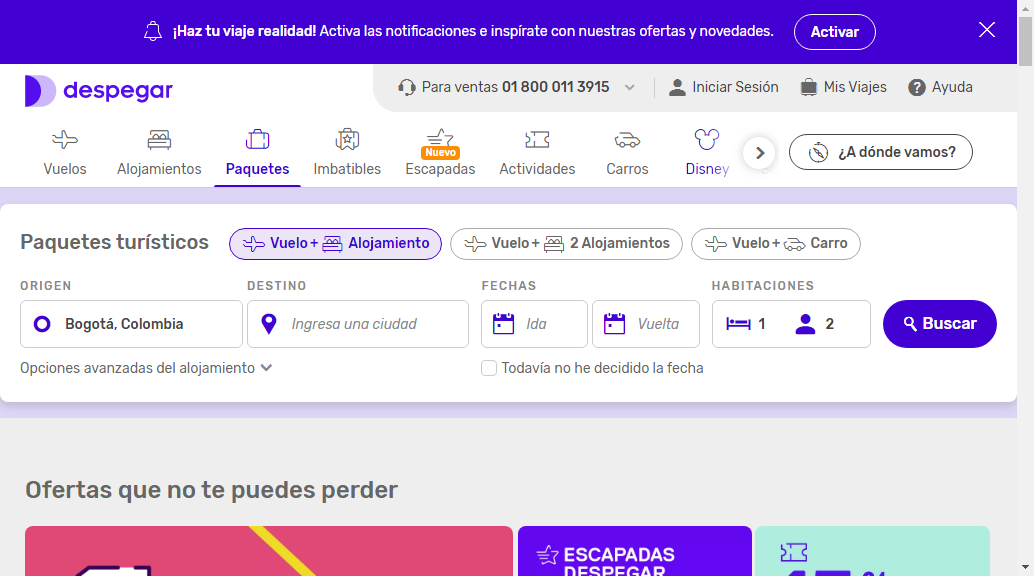 ¡Haz tu viaje realidad! Activa las notificaciones e inspírate con nuestras ofertas y novedades. Activar
despegar
Para ventas 01 800 011 3915 Iniciar Sesión Mis Viajes Ayuda
Vuelos Alojamientos Paquetes Imbatibles Nuevo Escapadas Actividades Carros Disney ¿A dónde vamos?
Paquetes turísticos Vuelo + Alojamiento Vuelo + 2 Alojamientos Vuelo + Carro
ORIGEN DESTINO FECHAS HABITACIONES
Bogotá, Colombia Ingresa una ciudad Ida Vuelta 1 2 Buscar
Opciones avanzadas del alojamiento Todavía no he decidido la fecha
Ofertas que no te puedes perder
ESCAPADAS
DESPEGAR